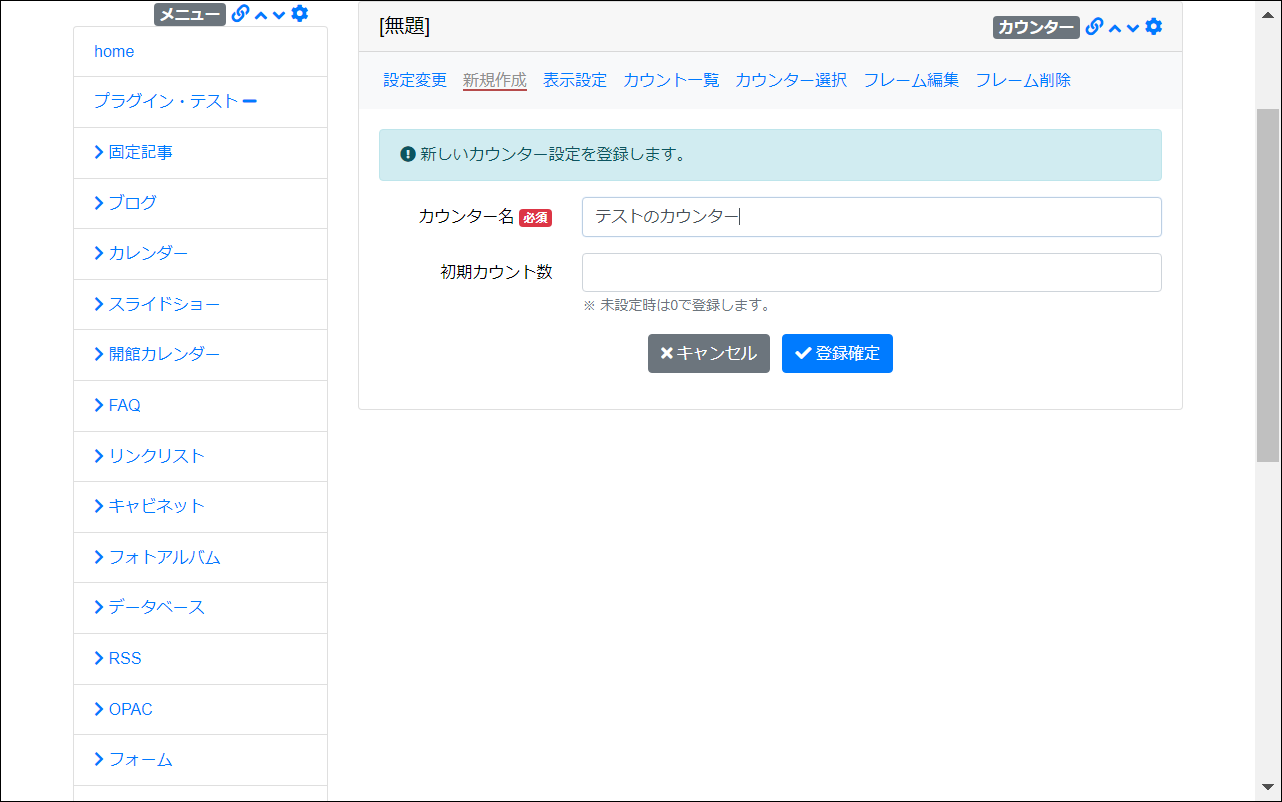 メニュー
home
プラグイン・テスト
固定記事
ブログ
カレンダー
スライドショー
開館カレンダー
FAQ
リンクリスト
キャビネット
フォトアルバム
データベース
RSS
OPAC
フォーム
[無題] カウンター
設定変更 新規作成 表示設定 カウント一覧 カウンター選択 フレーム編集 フレーム削除
新しいカウンター設定を登録します。
カウンター名 必須 テストのカウンター
初期カウント数
※ 未設定時は0で登録します。
キャンセル 登録確定